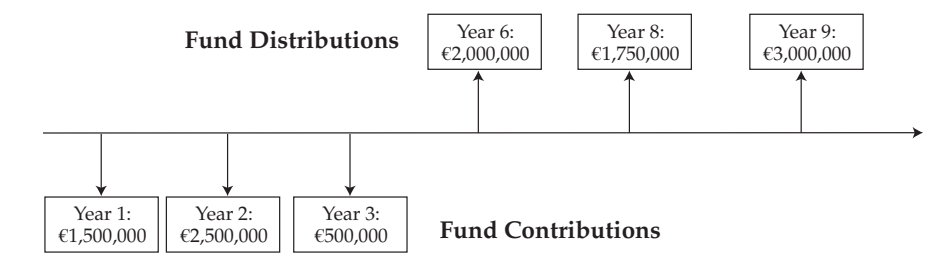 Fund Distributions
Year 6:
€2,000,000
Year 8:
€1,750,000
Year 9:
€3,000,000
Year 1:
€1,500,000
Year 2:
€2,500,000
Year 3:
€500,000
Fund Contributions